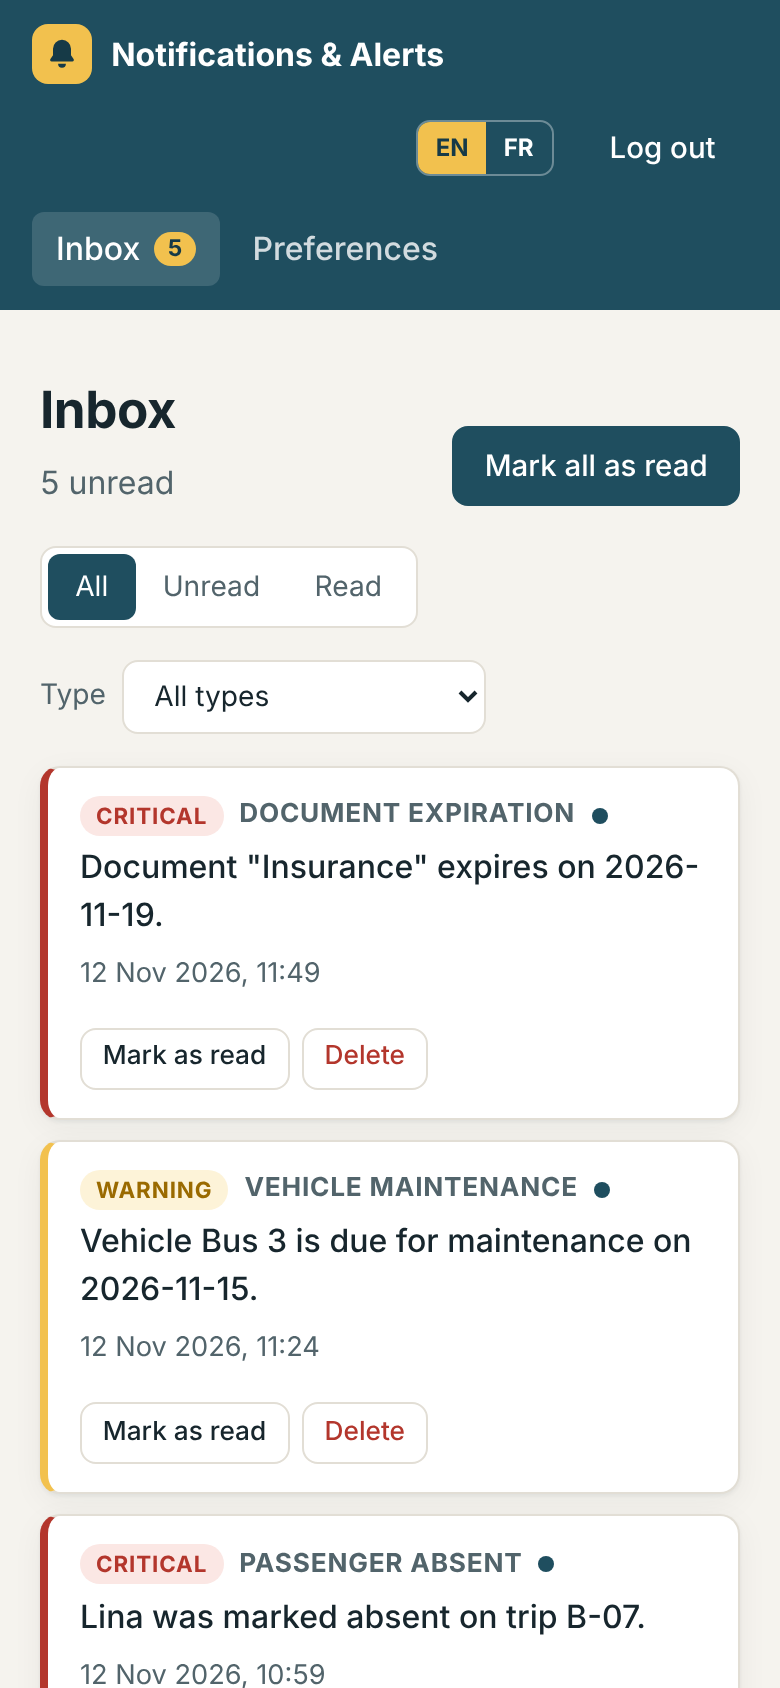 Notifications & Alerts
EN FR Log out
Inbox 5 Preferences
Inbox
5 unread
Mark all as read
All Unread Read
Type All types
CRITICAL DOCUMENT EXPIRATION
Document "Insurance" expires on 2026-
11-19.
12 Nov 2026, 11:49
Mark as read Delete
WARNING VEHICLE MAINTENANCE
Vehicle Bus 3 is due for maintenance on
2026-11-15.
12 Nov 2026, 11:24
Mark as read Delete
CRITICAL PASSENGER ABSENT
Lina was marked absent on trip B-07.
12 Nov 2026, 10:59